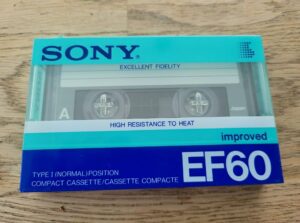 SONY
EXCELLENT FIDELITY
A
HIGH RESISTANCE TO HEAT
improved
TYPE I (NORMAL) POSITION
COMPACT CASSETTE/CASSETTE COMPACTE
EF60